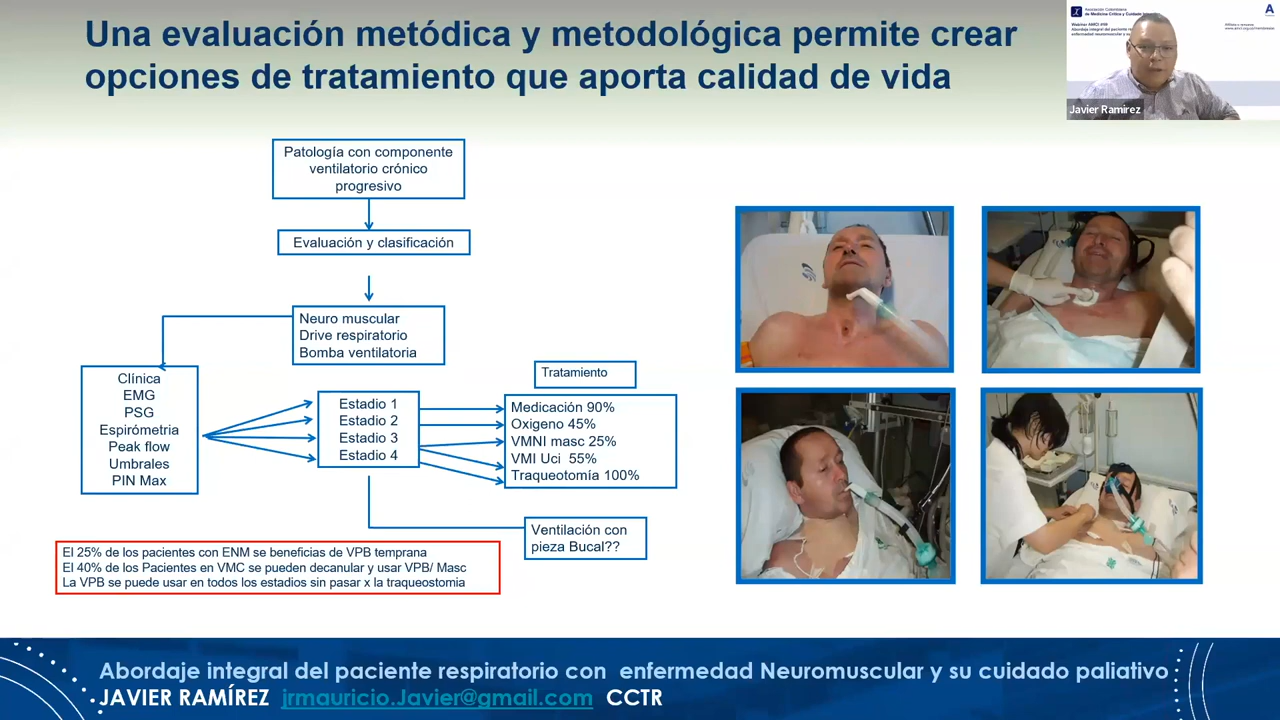 Una evaluación metódica y metodológica permite crear
opciones de tratamiento que aporta calidad de vida
Asociación Colombiana
de Medicina Crítica y Cuidado
Javier Ramirez
Patología con componente
ventilatorio crónico
progresivo
Evaluación y clasificación
Neuro muscular
Drive respiratorio
Bomba ventilatoria
Clínica
EMG
PSG
Espirómetria
Peak flow
Umbrales
PIN Max
Estadio 1
Estadio 2
Estadio 3
Estadio 4
Tratamiento
Medicación 90%
Oxigeno 45%
VMNI masc 25%
VMI Uci 55%
Traqueotomía 100%
Ventilación con
pieza Bucal??
El 25% de los pacientes con ENM se beneficias de VPB temprana
El 40% de los Pacientes en VMC se pueden decanular y usar VPB/ Masc
La VPB se puede usar en todos los estadios sin pasar x la traqueostomia
Abordaje integral del paciente respiratorio con enfermedad Neuromuscular y su cuidado paliativo
JAVIER RAMÍREZ jrmauricio.Javier@gmail.com CCTR